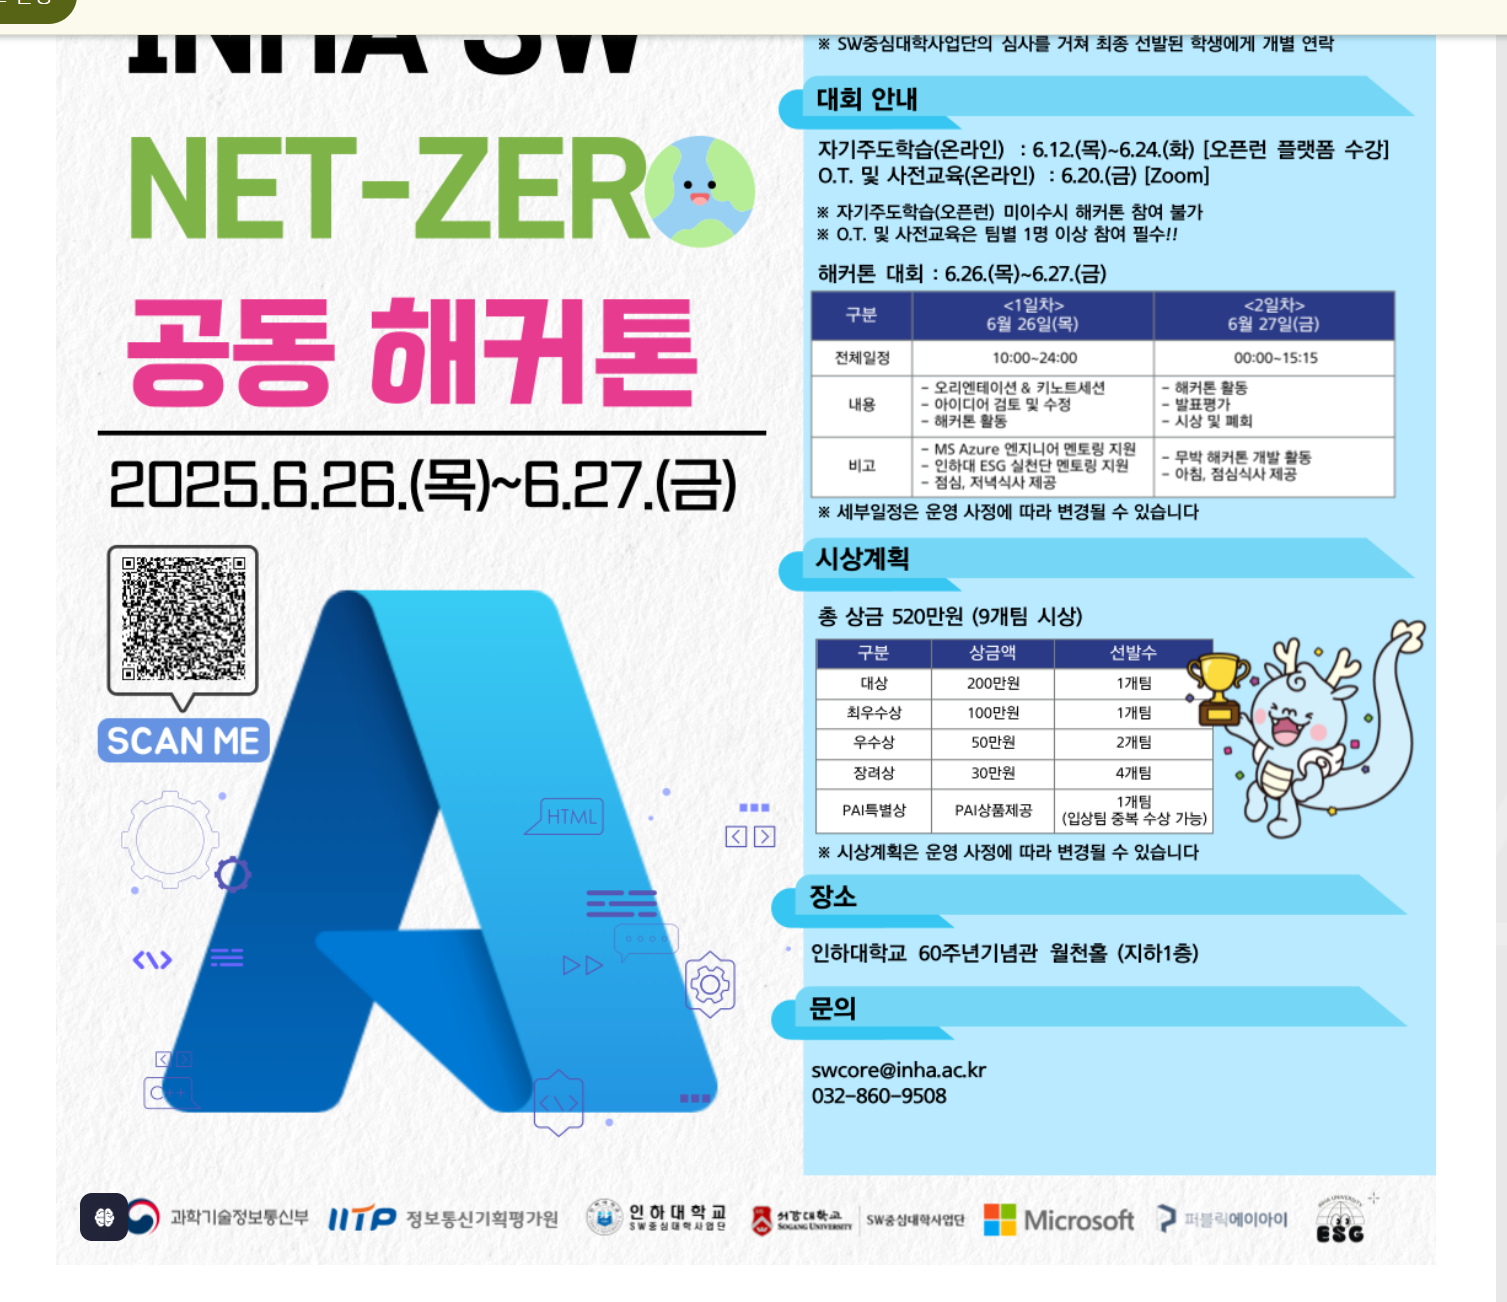 INHA SW
NET-ZERO
공동 해커톤
2025.6.26.(목)~6.27.(금)
SCAN ME
HTML
C++
※ SW중심대학사업단의 심사를 거쳐 최종 선발된 학생에게 개별 연락
대회 안내
자기주도학습(온라인) : 6.12.(목)~6.24.(화) [오픈런 플랫폼 수강]
O.T. 및 사전교육(온라인) : 6.20.(금) [Zoom]
※ 자기주도학습(오픈런) 미이수시 해커톤 참여 불가
※ O.T. 및 사전교육은 팀별 1명 이상 참여 필수!!
해커톤 대회 : 6.26.(목)~6.27.(금)
구분 <1일차> 6월 26일(목) <2일차> 6월 27일(금)
전체일정 10:00~24:00 00:00~15:15
내용
- 오리엔테이션 & 키노트세션
- 아이디어 검토 및 수정
- 해커톤 활동
- 해커톤 활동
- 발표평가
- 시상 및 폐회
비고
- MS Azure 엔지니어 멘토링 지원
- 인하대 ESG 실천단 멘토링 지원
- 점심, 저녁식사 제공
- 무박 해커톤 개발 활동
- 아침, 점심식사 제공
※ 세부일정은 운영 사정에 따라 변경될 수 있습니다
시상계획
총 상금 520만원 (9개팀 시상)
구분 상금액 선발수
대상 200만원 1개팀
최우수상 100만원 1개팀
우수상 50만원 2개팀
장려상 30만원 4개팀
PAI특별상 PAI상품제공 1개팀
(입상팀 중복 수상 가능)
※ 시상계획은 운영 사정에 따라 변경될 수 있습니다
장소
인하대학교 60주년기념관 월천홀 (지하1층)
문의
swcore@inha.ac.kr
032-860-9508
과학기술정보통신부
IITP 정보통신기획평가원
인하대학교
SW중심대학사업단
서강대학교
SOGANG UNIVERSITY
SW중심대학사업단
Microsoft
퍼블릭에이아이
INHA UNIVERSITY
ESG